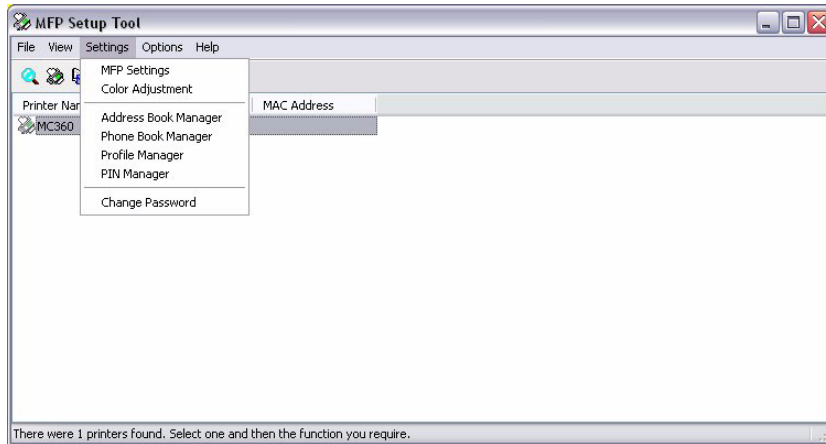 MFP Setup Tool
File View Settings Options Help
MFP Settings
Color Adjustment
Address Book Manager
Phone Book Manager
Profile Manager
PIN Manager
Change Password
Printer Nar MAC Address
MC360
There were 1 printers found. Select one and then the function you require.